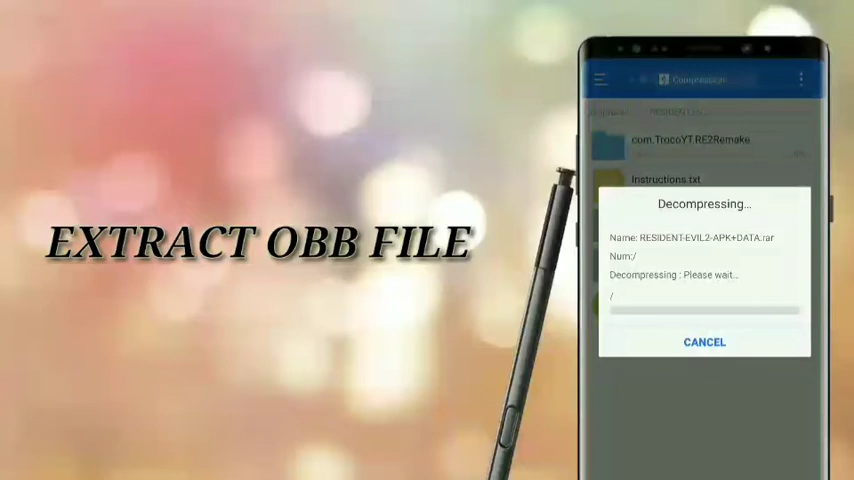 EXTRACT OBB FILE
Compression
com.TrocoYT.RE2Remake
Instructions.txt
Decompressing...
Name: RESIDENT-EVIL2-APK+DATA.rar
Num:/
Decompressing : Please wait...
/
CANCEL